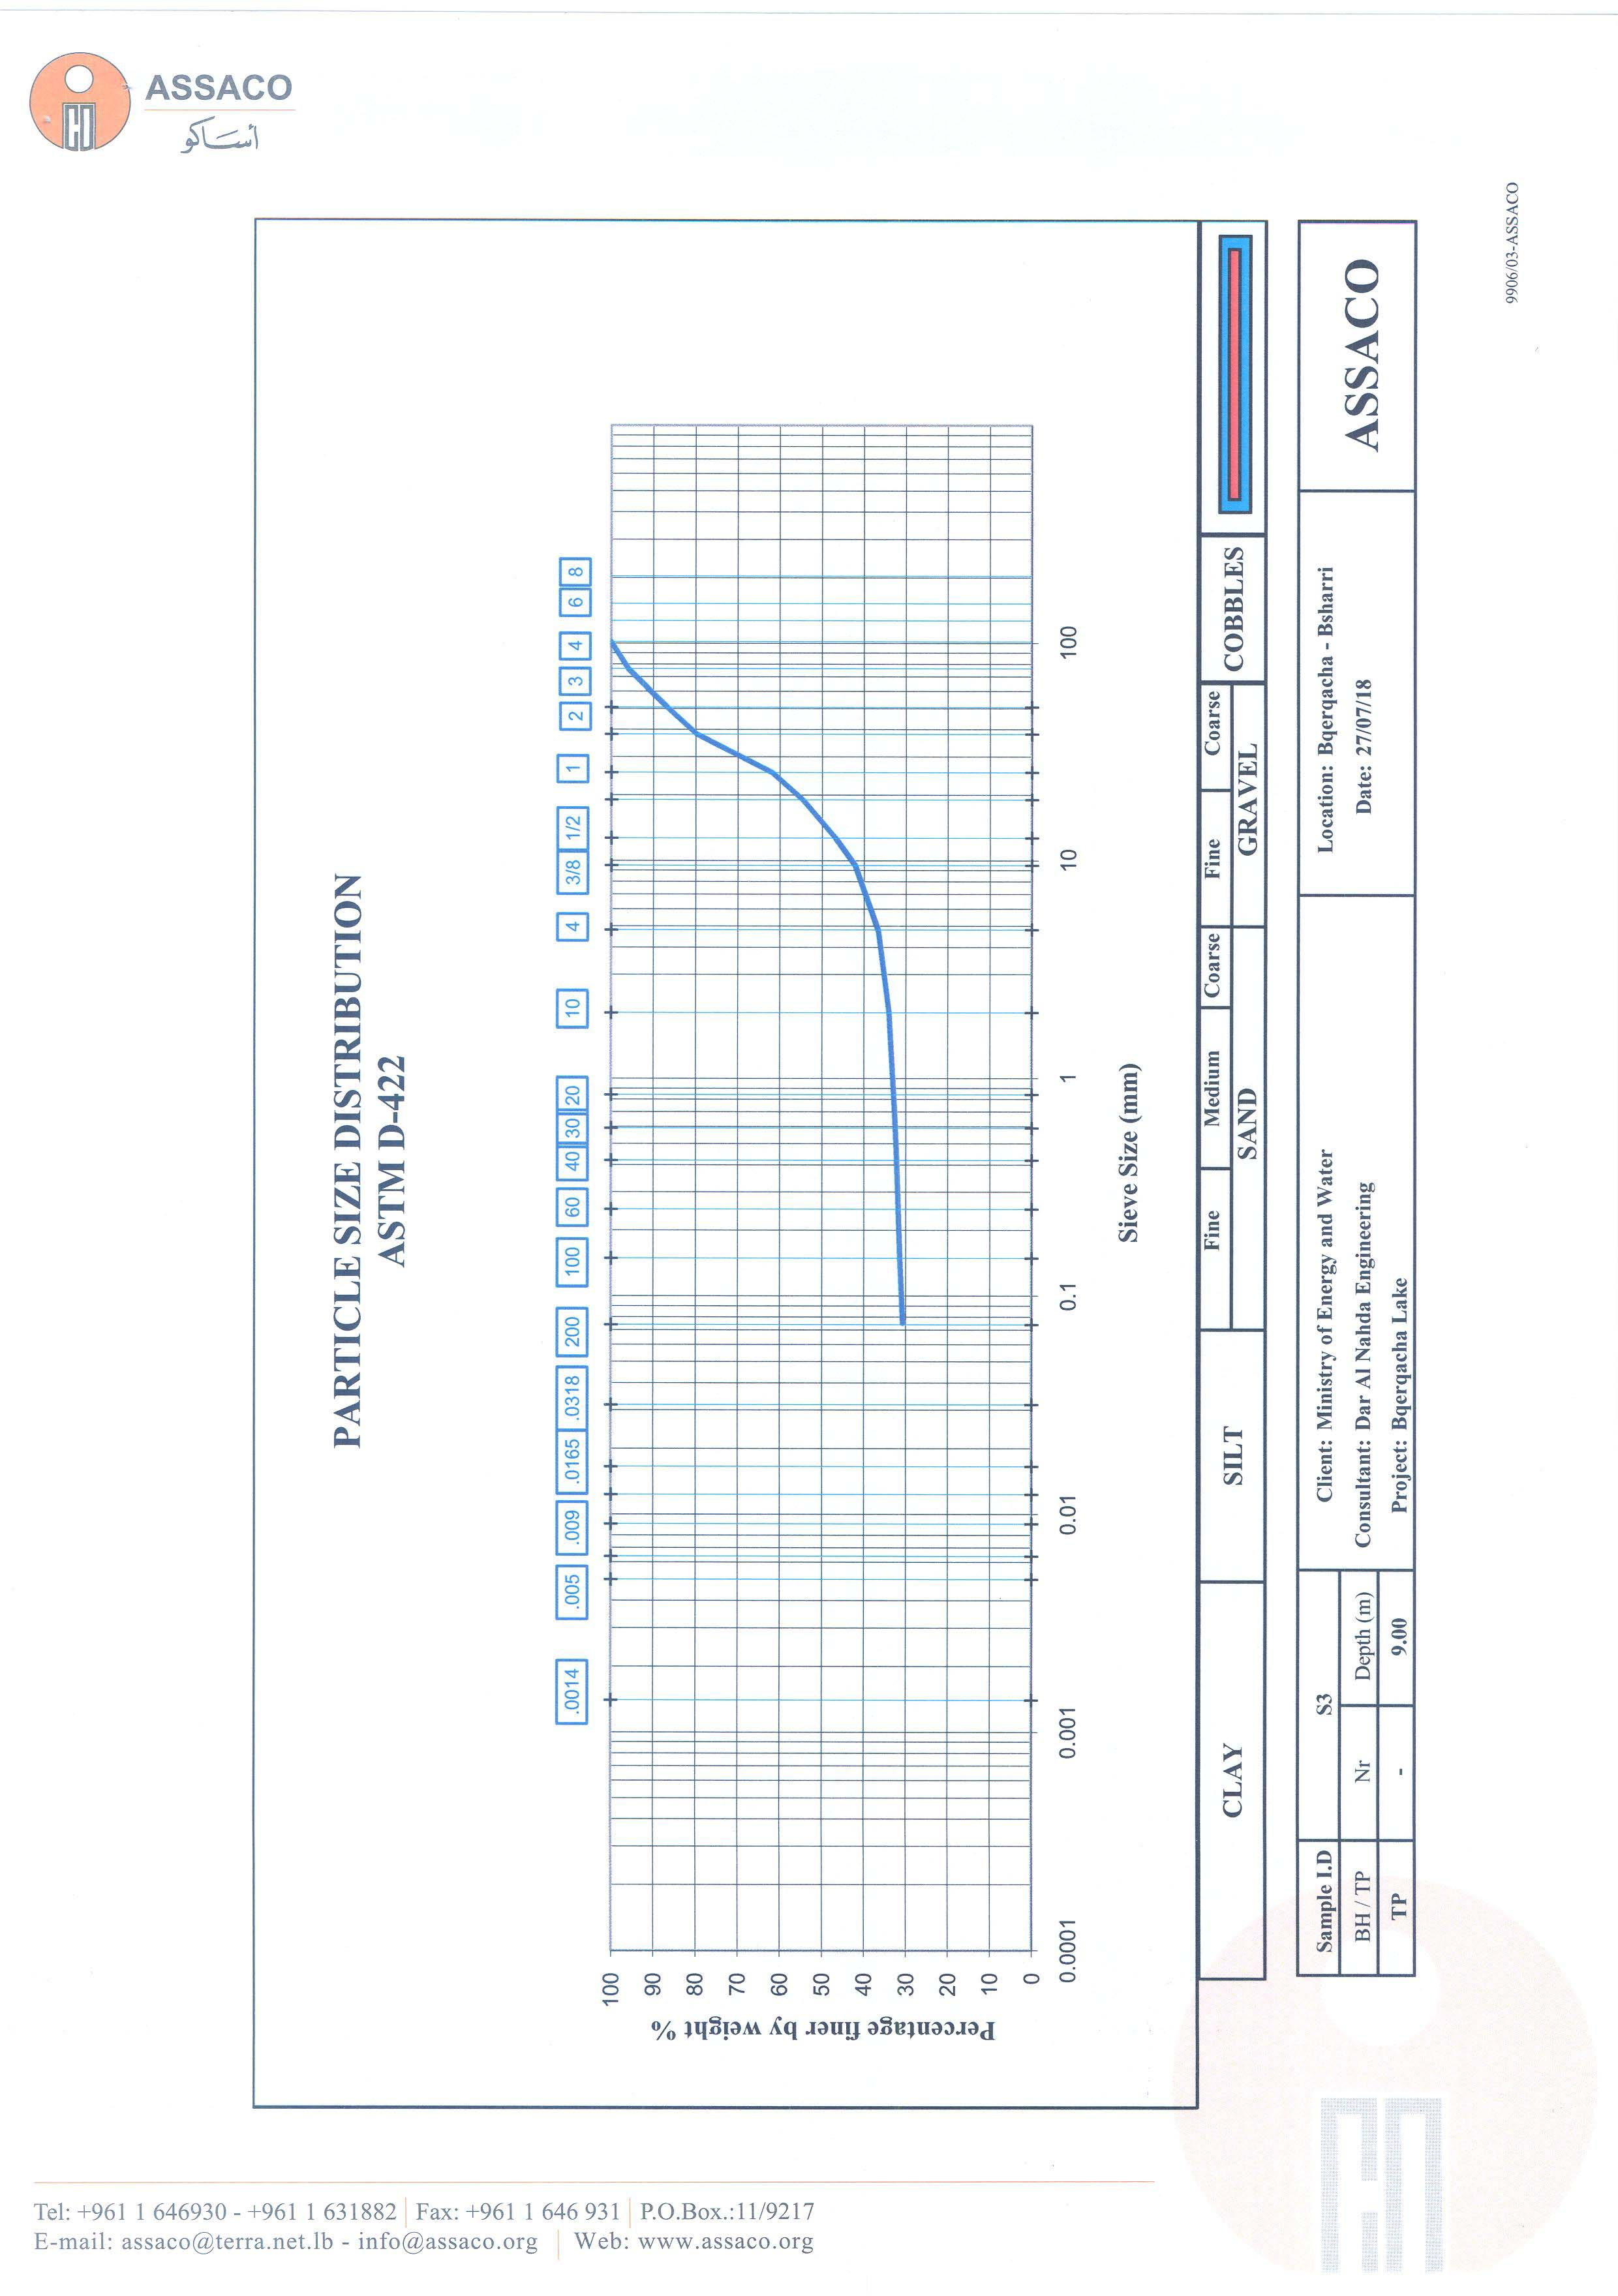 ASSACO
أساكو
9906/03-ASSACO
PARTICLE SIZE DISTRIBUTION
ASTM D-422
.0014 .005 .009 .0165 .0318 200 100 60 40 30 20 10 4 3/8 1/2 1 2 3 4 6 8
Percentage finer by weight %
100
90
80
70
60
50
40
30
20
10
0
0.0001 0.001 0.01 0.1 1 10 100
Sieve Size (mm)
CLAY SILT Fine Medium Coarse Fine Coarse COBBLES
SAND GRAVEL
Sample I.D S3
BH / TP Nr Depth (m)
TP - 9.00
Client: Ministry of Energy and Water
Consultant: Dar Al Nahda Engineering
Project: Bqerqacha Lake
Location: Bqerqacha - Bsharri
Date: 27/07/18
ASSACO
Tel: +961 1 646930 - +961 1 631882 | Fax: +961 1 646 931 | P.O.Box.:11/9217
E-mail: assaco@terra.net.lb - info@assaco.org | Web: www.assaco.org